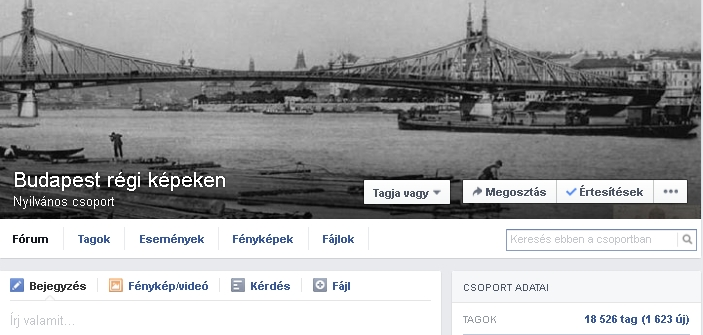 Budapest régi képeken
Nyilvános csoport
Tagja vagy
Megosztás
Értesítések
Fórum
Tagok
Események
Fényképek
Fájlok
Keresés ebben a csoportban
Bejegyzés
Fénykép/videó
Kérdés
Fájl
Írj valamit...
CSOPORT ADATAI
TAGOK 18 526 tag (1 623 új)